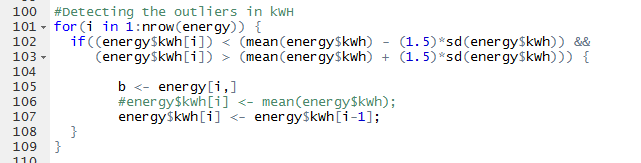 100 #Detecting the outliers in kWH
101 for(i in 1:nrow(energy)) {
102 if((energy$kWh[i]) < (mean(energy$kWh) - (1.5)*sd(energy$kWh)) &&
103 (energy$kWh[i]) > (mean(energy$kWh) + (1.5)*sd(energy$kWh))) {
104
105 b <- energy[i,]
106 #energy$kWh[i] <- mean(energy$kWh);
107 energy$kWh[i] <- energy$kWh[i-1];
108 }
109 }
110